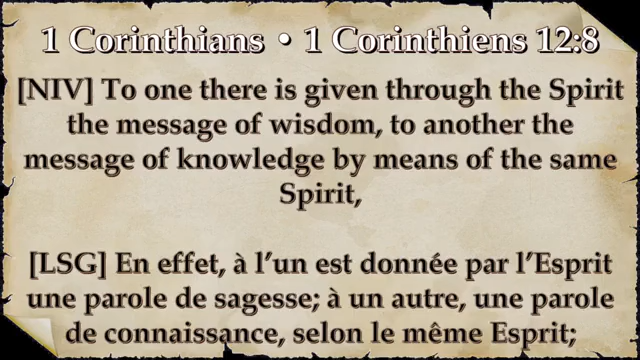 1 Corinthians • 1 Corinthiens 12:8
[NIV] To one there is given through the Spirit
the message of wisdom, to another the
message of knowledge by means of the same
Spirit,
[LSG] En effet, à l’un est donnée par l’Esprit
une parole de sagesse; à un autre, une parole
de connaissance, selon le même Esprit;